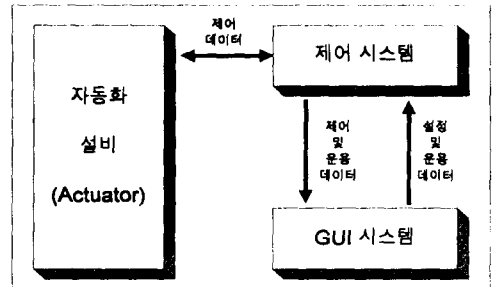 제어
데이터
제어 시스템
자동화
설비
(Actuator)
제어
및
운용
데이터
설정
및
운용
데이터
GUI 시스템